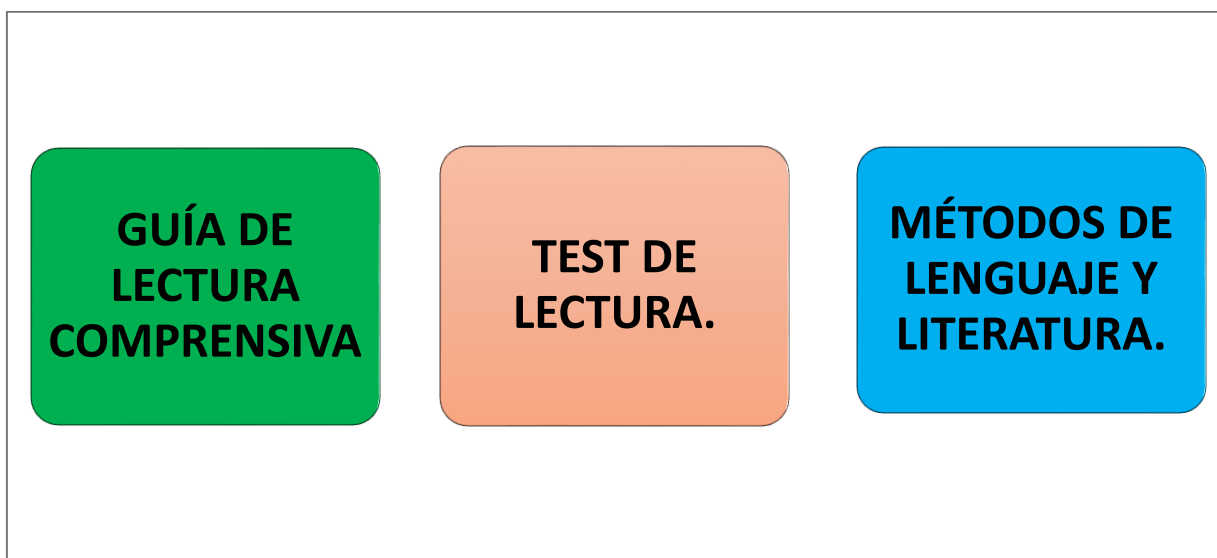 GUÍA DE
LECTURA
COMPRENSIVA
TEST DE
LECTURA.
MÉTODOS DE
LENGUAJE Y
LITERATURA.